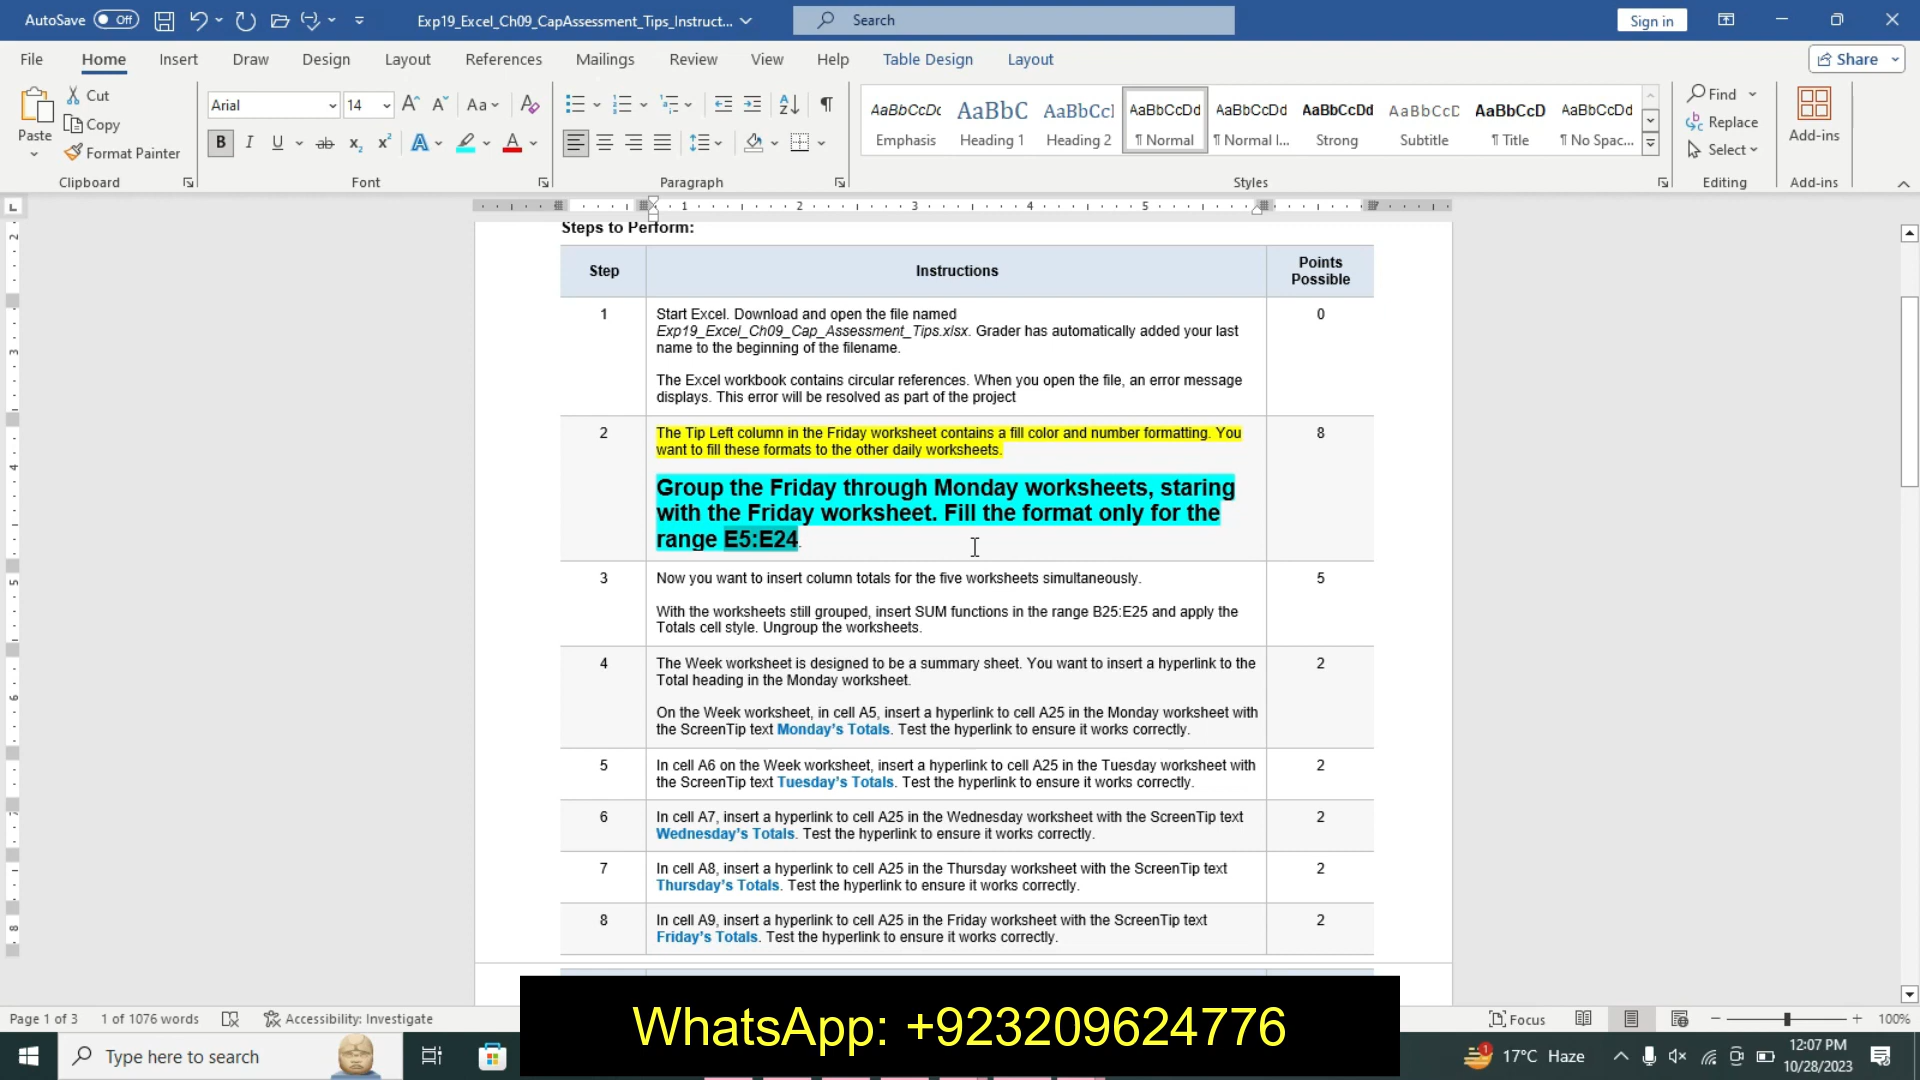 AutoSave Off Exp19_Excel_Ch09_CapAssessment_Tips_Instruct... Search Sign in
File Home Insert Draw Design Layout References Mailings Review View Help Table Design Layout Share
Paste Cut Copy Format Painter Clipboard
Arial 14 Aa
B I U ab x₂ x² A A Font
Paragraph
AaBbCcDc AaBbC AaBbCcI AaBbCcDd AaBbCcDd AaBbCcDd AaBbCcD AaBbCcD AaBbCcDd
Emphasis Heading 1 Heading 2 ¶ Normal ¶ Normal I... Strong Subtitle ¶ Title ¶ No Spac...
Styles
Find Replace Select Editing
Add-ins Add-ins
1 2 3 4 5
2 3 4 5 6 7 8
Steps to Perform:
Step Instructions Points
Possible
1 Start Excel. Download and open the file named 0
Exp19_Excel_Ch09_Cap_Assessment_Tips.xlsx. Grader has automatically added your last
name to the beginning of the filename.
The Excel workbook contains circular references. When you open the file, an error message
displays. This error will be resolved as part of the project
2 The Tip Left column in the Friday worksheet contains a fill color and number formatting. You 8
want to fill these formats to the other daily worksheets.
Group the Friday through Monday worksheets, staring
with the Friday worksheet. Fill the format only for the
range E5:E24.
3 Now you want to insert column totals for the five worksheets simultaneously. 5
With the worksheets still grouped, insert SUM functions in the range B25:E25 and apply the
Totals cell style. Ungroup the worksheets.
4 The Week worksheet is designed to be a summary sheet. You want to insert a hyperlink to the 2
Total heading in the Monday worksheet.
On the Week worksheet, in cell A5, insert a hyperlink to cell A25 in the Monday worksheet with
the ScreenTip text Monday’s Totals. Test the hyperlink to ensure it works correctly.
5 In cell A6 on the Week worksheet, insert a hyperlink to cell A25 in the Tuesday worksheet with 2
the ScreenTip text Tuesday’s Totals. Test the hyperlink to ensure it works correctly.
6 In cell A7, insert a hyperlink to cell A25 in the Wednesday worksheet with the ScreenTip text 2
Wednesday’s Totals. Test the hyperlink to ensure it works correctly.
7 In cell A8, insert a hyperlink to cell A25 in the Thursday worksheet with the ScreenTip text 2
Thursday’s Totals. Test the hyperlink to ensure it works correctly.
8 In cell A9, insert a hyperlink to cell A25 in the Friday worksheet with the ScreenTip text 2
Friday’s Totals. Test the hyperlink to ensure it works correctly.
WhatsApp: +923209624776
Page 1 of 3 1 of 1076 words Accessibility: Investigate Focus 100%
Type here to search 1 17°C Haze 12:07 PM
10/28/2023